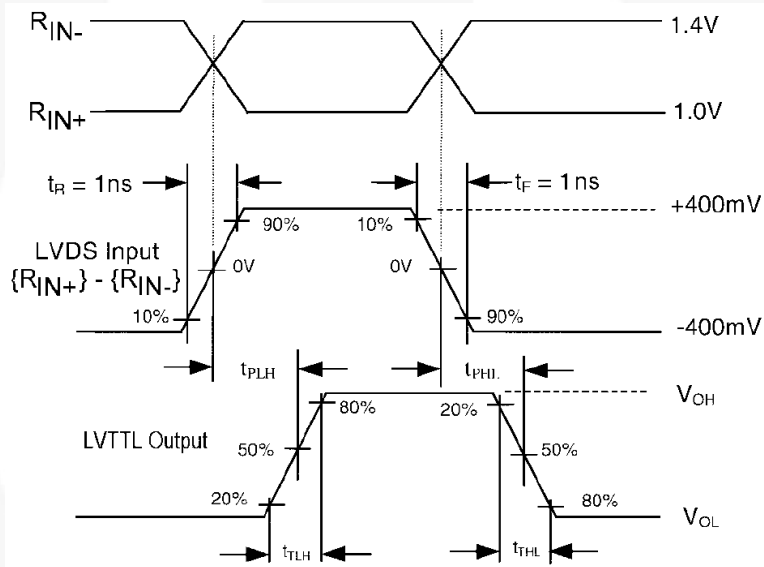 RIN- 1.4V
RIN+ 1.0V
tR = 1ns tF = 1ns
+400mV
90% 10%
LVDS Input
{RIN+} - {RIN-}
0V 0V
10% 90%
-400mV
tPLH tPHL
VOH
80% 20%
LVTTL Output
50% 50%
20% 80%
VOL
tTLH tTHL